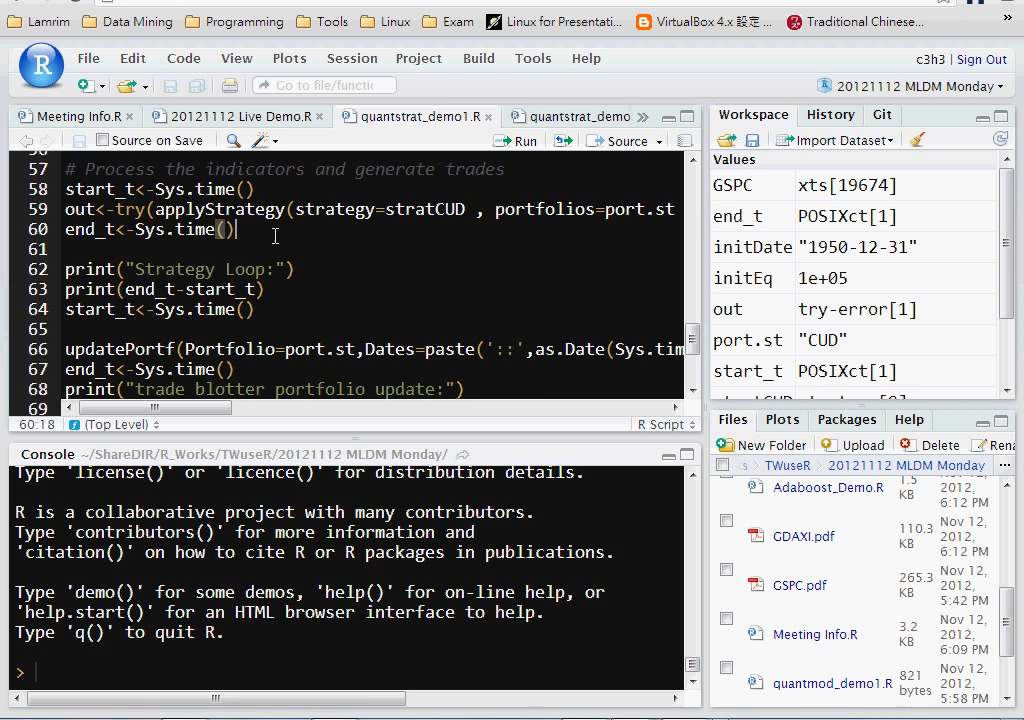 Lamrim Data Mining Programming Tools Linux Exam Linux for Presentati... VirtualBox 4.x 設定 ... Traditional Chinese... »
R File Edit Code View Plots Session Project Build Tools Help c3h3 | Sign Out
Go to file/functic 20121112 MLDM Monday
Meeting Info.R × 20121112 Live Demo.R × quantstrat_demo1.R × quantstrat_demo »
Source on Save Run Source
57 # Process the indicators and generate trades
58 start_t<-Sys.time()
59 out<-try(applyStrategy(strategy=stratCUD , portfolios=port.st
60 end_t<-Sys.time()
61
62 print("Strategy Loop:")
63 print(end_t-start_t)
64 start_t<-Sys.time()
65
66 updatePortf(Portfolio=port.st,Dates=paste('::',as.Date(Sys.tim
67 end_t<-Sys.time()
68 print("trade blotter portfolio update:")
69
60:18 (Top Level) R Script
Console ~/ShareDIR/R_Works/TWuseR/20121112 MLDM Monday/
Type 'license()' or 'licence()' for distribution details.
R is a collaborative project with many contributors.
Type 'contributors()' for more information and
'citation()' on how to cite R or R packages in publications.
Type 'demo()' for some demos, 'help()' for on-line help, or
'help.start()' for an HTML browser interface to help.
Type 'q()' to quit R.
>
Workspace History Git
Import Dataset
Values
GSPC xts[19674]
end_t POSIXct[1]
initDate "1950-12-31"
initEq 1e+05
out try-error[1]
port.st "CUD"
start_t POSIXct[1]
Files Plots Packages Help
New Folder Upload Delete Rena
TWuseR 20121112 MLDM Monday ...
Adaboost_Demo.R 1.5 KB 2012, 6:12 PM
GDAXI.pdf 110.3 KB Nov 12, 2012, 6:12 PM
GSPC.pdf 265.3 KB Nov 12, 2012, 5:42 PM
Meeting Info.R 3.2 KB Nov 12, 2012, 6:09 PM
quantmod_demo1.R 821 bytes Nov 12, 2012, 5:58 PM